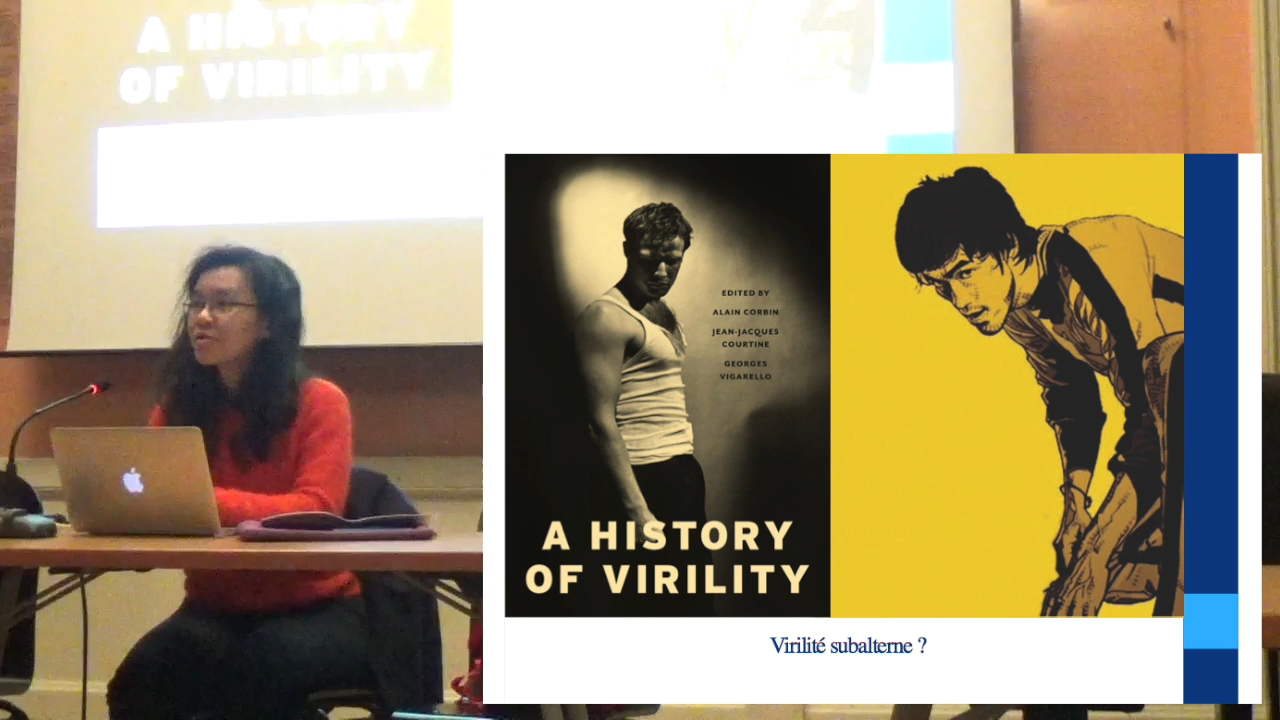 A HISTORY
OF VIRILITY
EDITED BY
ALAIN CORBIN
JEAN-JACQUES
COURTINE
GEORGES
VIGARELLO
A HISTORY
OF VIRILITY
Virilité subalterne ?